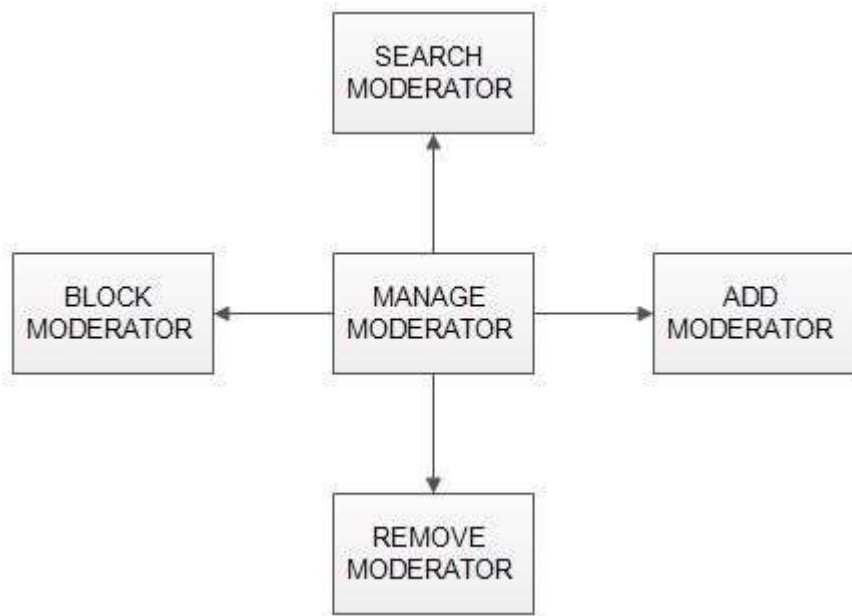 SEARCH
MODERATOR
BLOCK
MODERATOR
MANAGE
MODERATOR
ADD
MODERATOR
REMOVE
MODERATOR